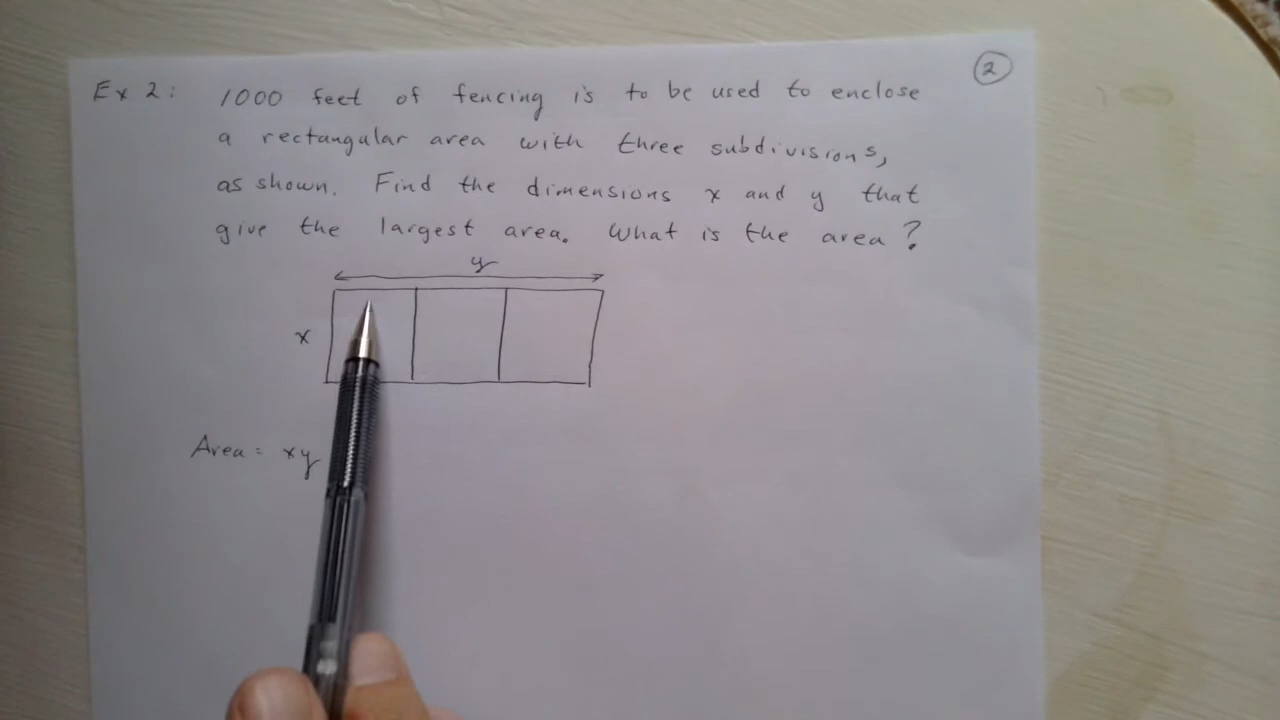 2
Ex 2: 1000 feet of fencing is to be used to enclose
a rectangular area with three subdivisions,
as shown. Find the dimensions x and y that
give the largest area. What is the area?
y
x
Area = xy